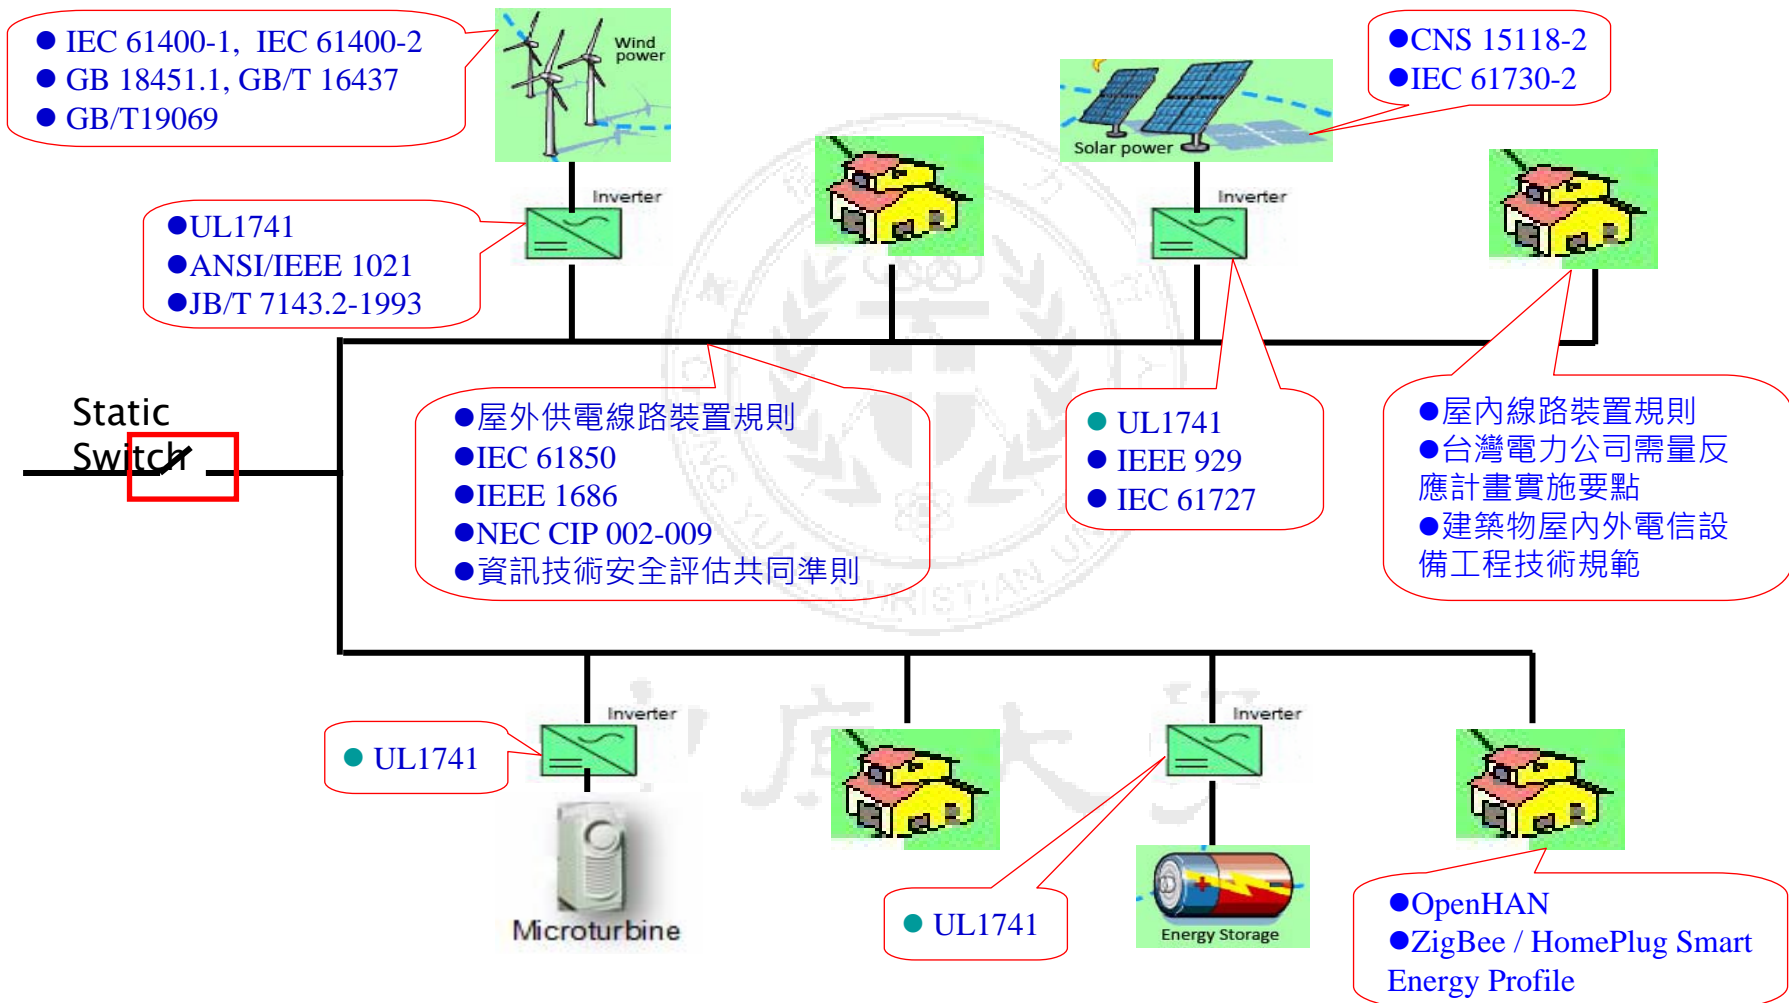 ● IEC 61400-1, IEC 61400-2
● GB 18451.1, GB/T 16437
● GB/T19069
Wind
power
●CNS 15118-2
●IEC 61730-2
Solar power
Inverter
●UL1741
●ANSI/IEEE 1021
●JB/T 7143.2-1993
Inverter
Static
Switch
●屋外供電線路裝置規則
●IEC 61850
●IEEE 1686
●NEC CIP 002-009
●資訊技術安全評估共同準則
● UL1741
● IEEE 929
● IEC 61727
●屋內線路裝置規則
●台灣電力公司需量反
應計畫實施要點
●建築物屋內外電信設
備工程技術規範
Inverter
● UL1741
Microturbine
Inverter
● UL1741
Energy Storage
●OpenHAN
●ZigBee / HomePlug Smart
Energy Profile